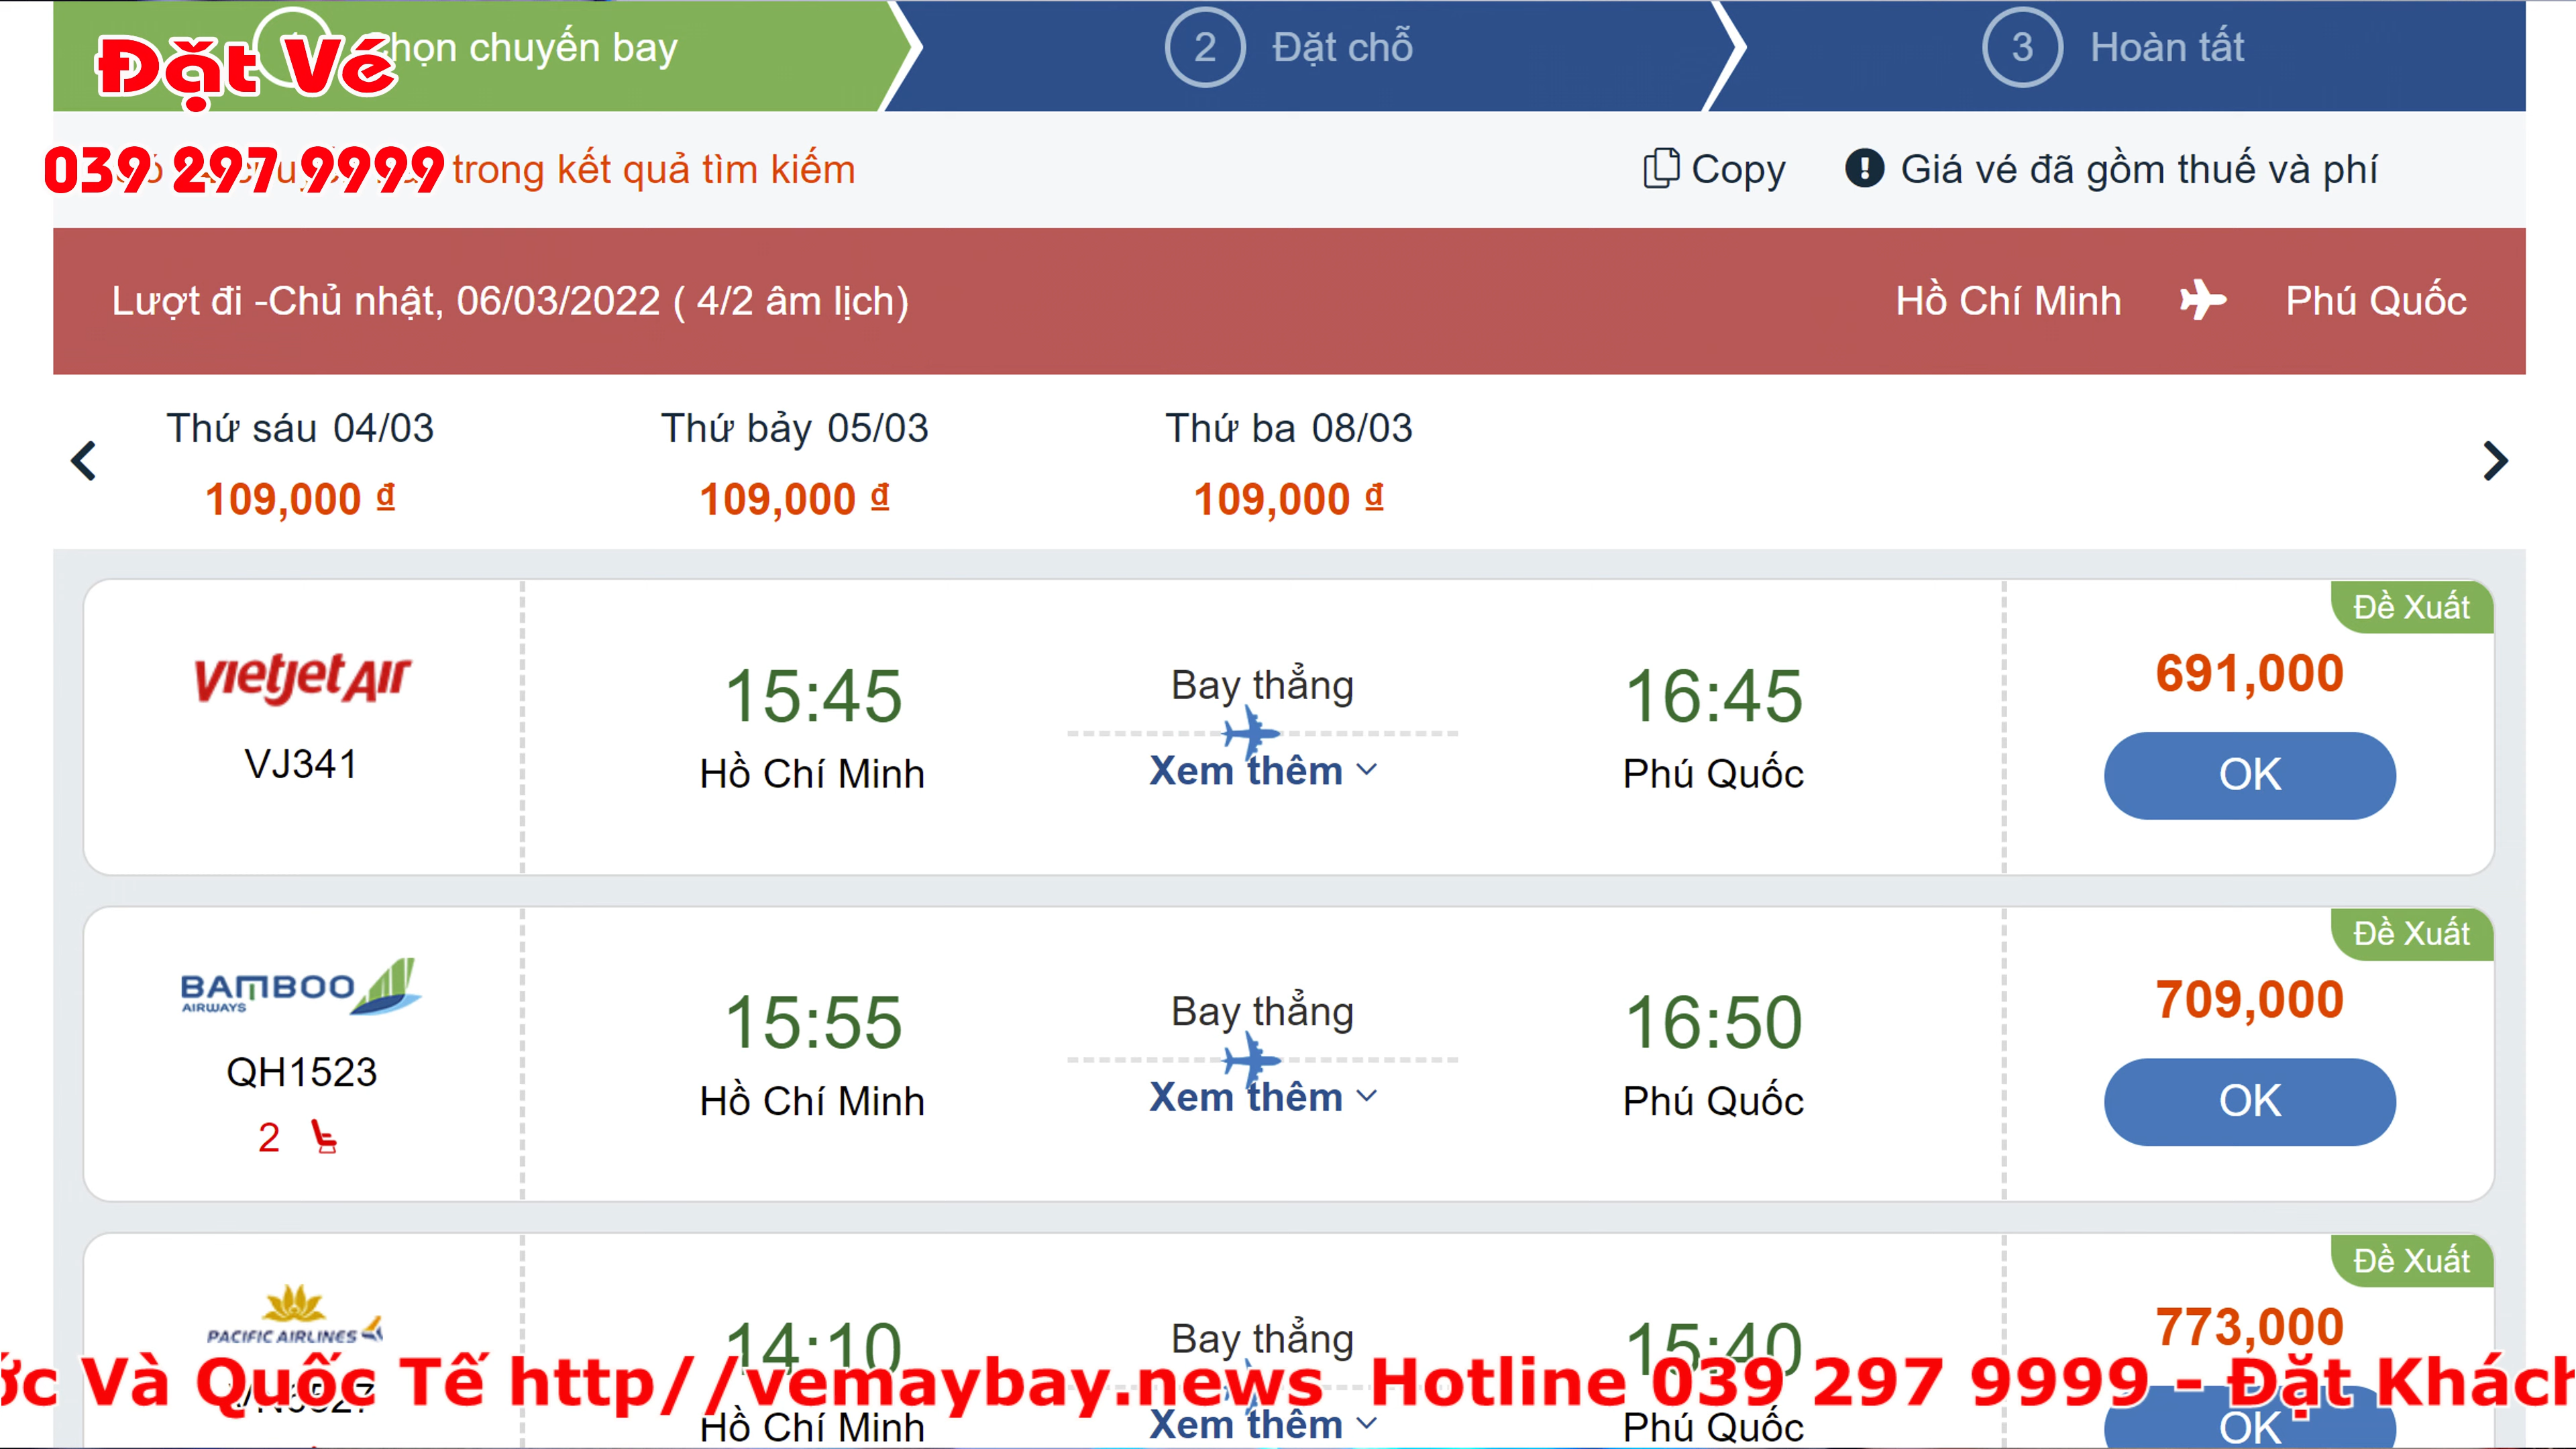 Đặt Vé
chọn chuyến bay
2 Đặt chỗ
3 Hoàn tất
039 297 9999
trong kết quả tìm kiếm
Copy
Giá vé đã gồm thuế và phí
Lượt đi -Chủ nhật, 06/03/2022 ( 4/2 âm lịch)
Hồ Chí Minh
Phú Quốc
Thứ sáu 04/03
109,000 ₫
Thứ bảy 05/03
109,000 ₫
Thứ ba 08/03
109,000 ₫
vietjetAir
VJ341
15:45
Hồ Chí Minh
Bay thẳng
Xem thêm
16:45
Phú Quốc
Đề Xuất
691,000
OK
BAMBOO
AIRWAYS
QH1523
2
15:55
Hồ Chí Minh
Bay thẳng
Xem thêm
16:50
Phú Quốc
Đề Xuất
709,000
OK
PACIFIC AIRLINES
14:10
Hồ Chí Minh
Bay thẳng
Xem thêm
15:40
Phú Quốc
Đề Xuất
773,000
OK
Và Quốc Tế http//vemaybay.news Hotline 039 297 9999 - Đặt Khách